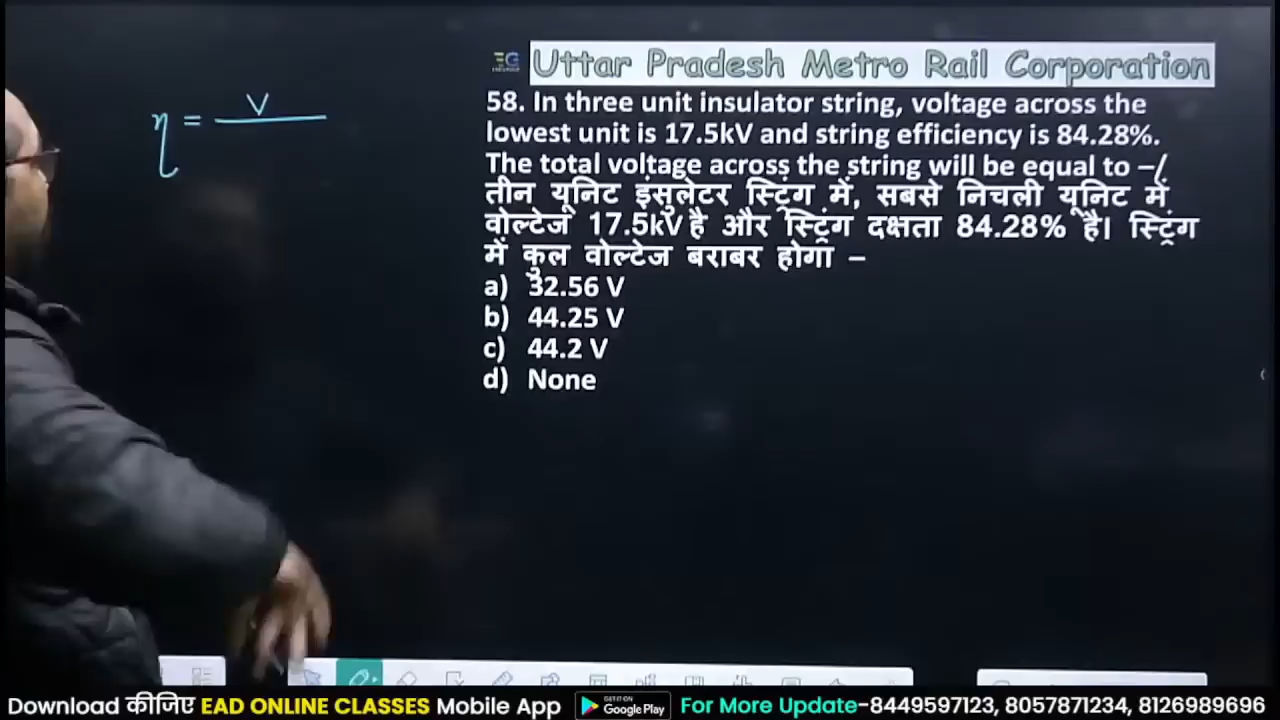 Uttar Pradesh Metro Rail Corporation
η = V
58. In three unit insulator string, voltage across the
lowest unit is 17.5kV and string efficiency is 84.28%.
The total voltage across the string will be equal to –/
तीन यूनिट इंसुलेटर स्ट्रिंग में, सबसे निचली यूनिट में
वोल्टेज 17.5kV है और स्ट्रिंग दक्षता 84.28% है। स्ट्रिंग
में कुल वोल्टेज बराबर होगा –
a) 32.56 V
b) 44.25 V
c) 44.2 V
d) None
Download कीजिए EAD ONLINE CLASSES Mobile App GET IT ON Google Play For More Update-8449597123, 8057871234, 8126989696